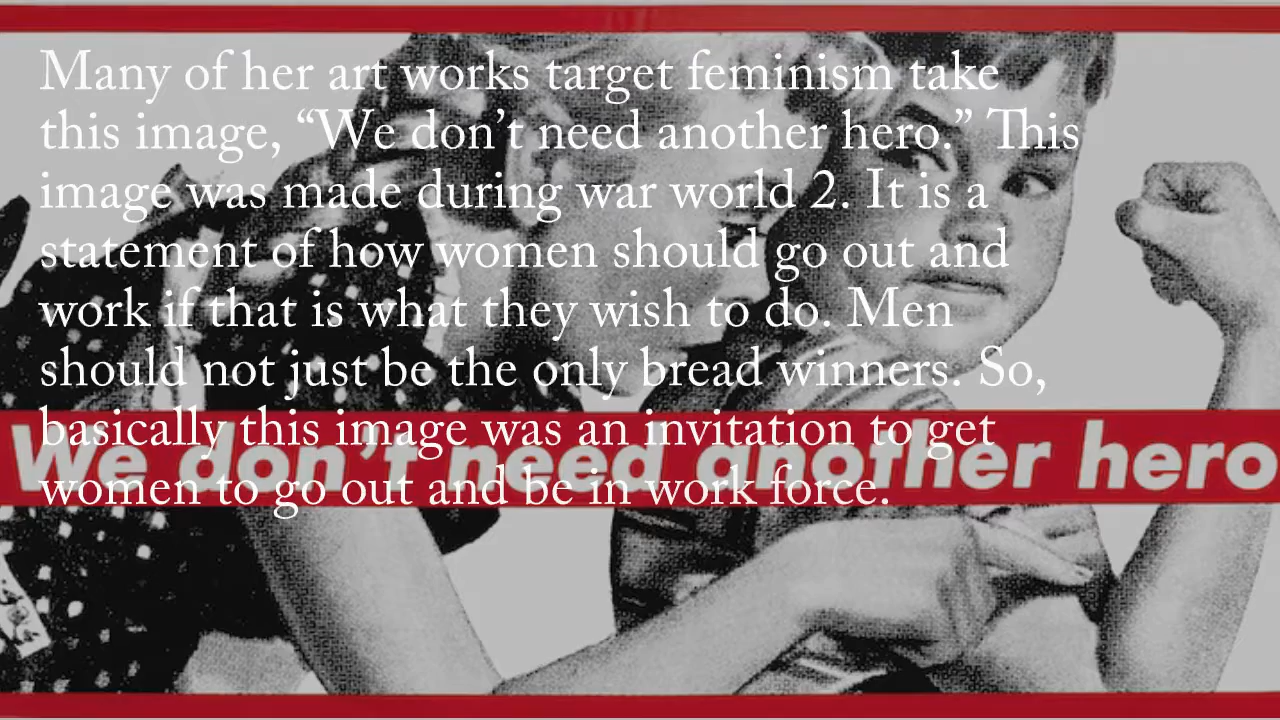 Many of her art works target feminism take
this image, “We don’t need another hero.” This
image was made during war world 2. It is a
statement of how women should go out and
work if that is what they wish to do. Men
should not just be the only bread winners. So,
basically this image was an invitation to get
women to go out and be in work force.
We don’t need another hero